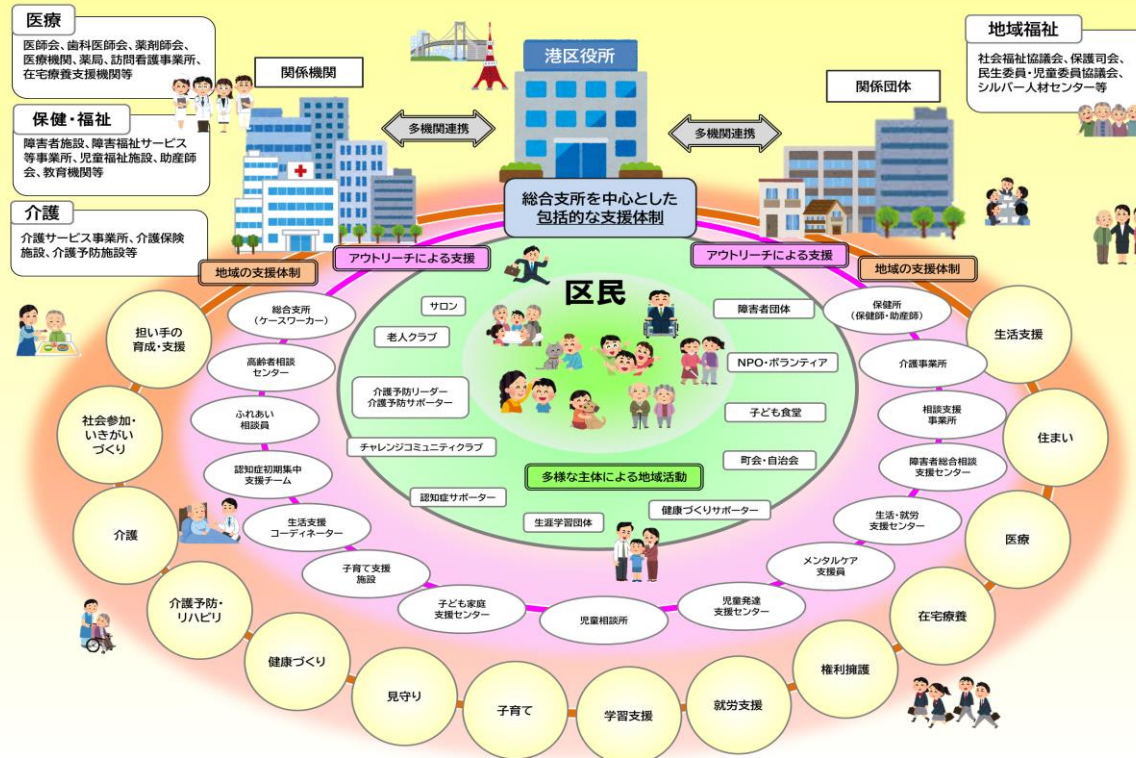 医療
医師会、歯科医師会、薬剤師会、
医療機関、薬局、訪問看護事業所、
在宅療養支援機関等
保健・福祉
障害者施設、障害福祉サービス
等事業所、児童福祉施設、助産師
会、教育機関等
介護
介護サービス事業所、介護保険
施設、介護予防施設等
関係機関
多機関連携
港区役所
多機関連携
関係団体
地域福祉
社会福祉協議会、保護司会、
民生委員・児童委員協議会、
シルバー人材センター等
総合支所を中心とした
包括的な支援体制
地域の支援体制
アウトリーチによる支援
アウトリーチによる支援
地域の支援体制
区民
サロン
老人クラブ
介護予防リーダー
介護予防サポーター
チャレンジコミュニティクラブ
認知症サポーター
生涯学習団体
健康づくりサポーター
町会・自治会
子ども食堂
NPO・ボランティア
障害者団体
多様な主体による地域活動
総合支所
(ケースワーカー)
高齢者相談
センター
ふれあい
相談員
認知症初期集中
支援チーム
生活支援
コーディネーター
子育て支援
施設
子ども家庭
支援センター
児童相談所
児童発達
支援センター
メンタルケア
支援員
生活・就労
支援センター
障害者総合相談
支援センター
相談支援
事業所
介護事業所
保健所
(保健師・助産師)
担い手の
育成・支援
社会参加・
いきがい
づくり
介護
介護予防・
リハビリ
健康づくり
見守り
子育て
学習支援
就労支援
権利擁護
在宅療養
医療
住まい
生活支援